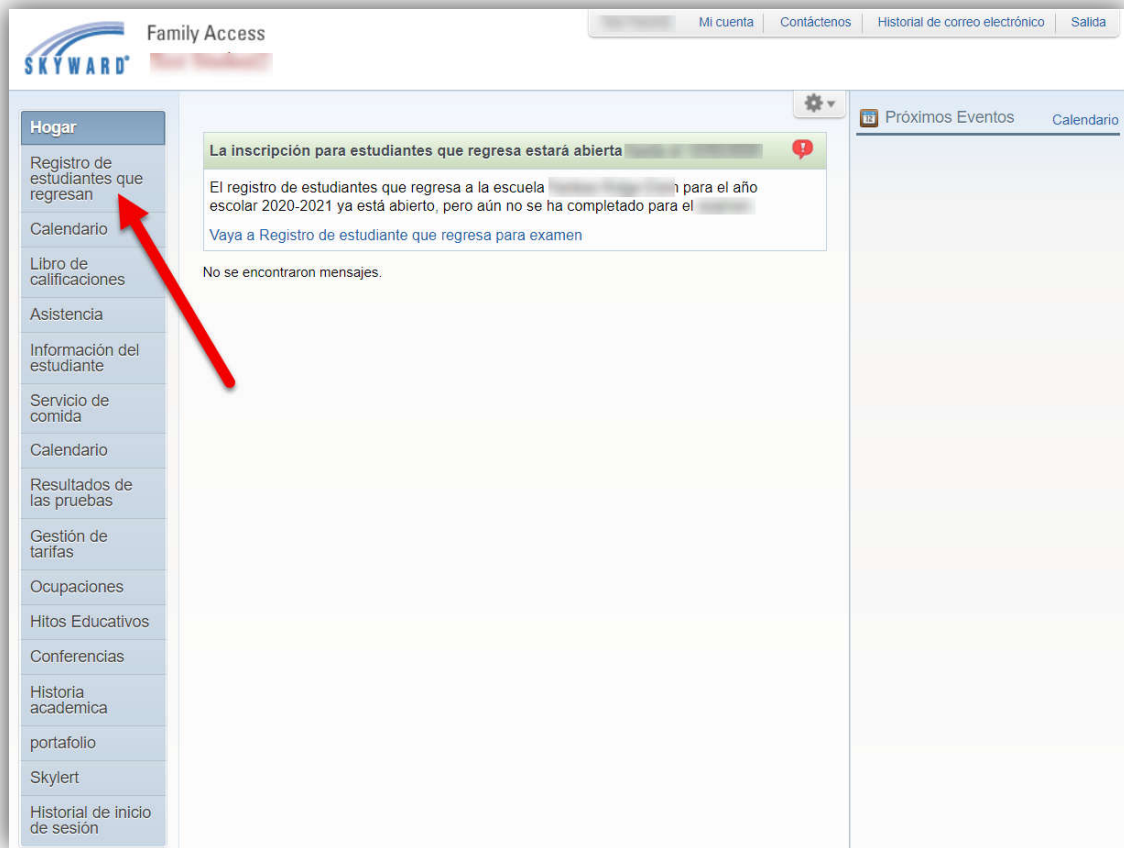 Family Access
SKYWARD
Mi cuenta
Contáctenos
Historial de correo electrónico
Salida
Hogar
Registro de
estudiantes que
regresan
Calendario
Libro de
calificaciones
Asistencia
Información del
estudiante
Servicio de
comida
Calendario
Resultados de
las pruebas
Gestión de
tarifas
Ocupaciones
Hitos Educativos
Conferencias
Historia
academica
portafolio
Skylert
Historial de inicio
de sesión
La inscripción para estudiantes que regresa estará abierta
El registro de estudiantes que regresa a la escuela para el año
escolar 2020-2021 ya está abierto, pero aún no se ha completado para el
Vaya a Registro de estudiante que regresa para examen
No se encontraron mensajes.
12 Próximos Eventos
Calendario